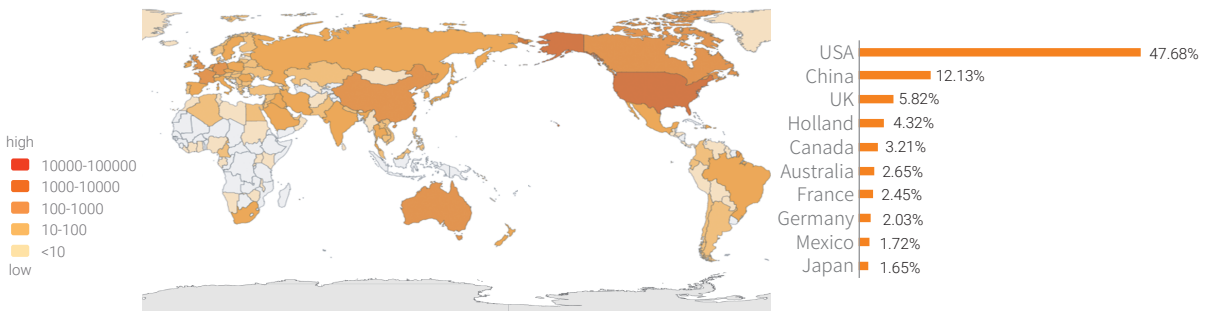 high
10000-100000
1000-10000
100-1000
10-100
<10
low
USA 47.68%
China 12.13%
UK 5.82%
Holland 4.32%
Canada 3.21%
Australia 2.65%
France 2.45%
Germany 2.03%
Mexico 1.72%
Japan 1.65%